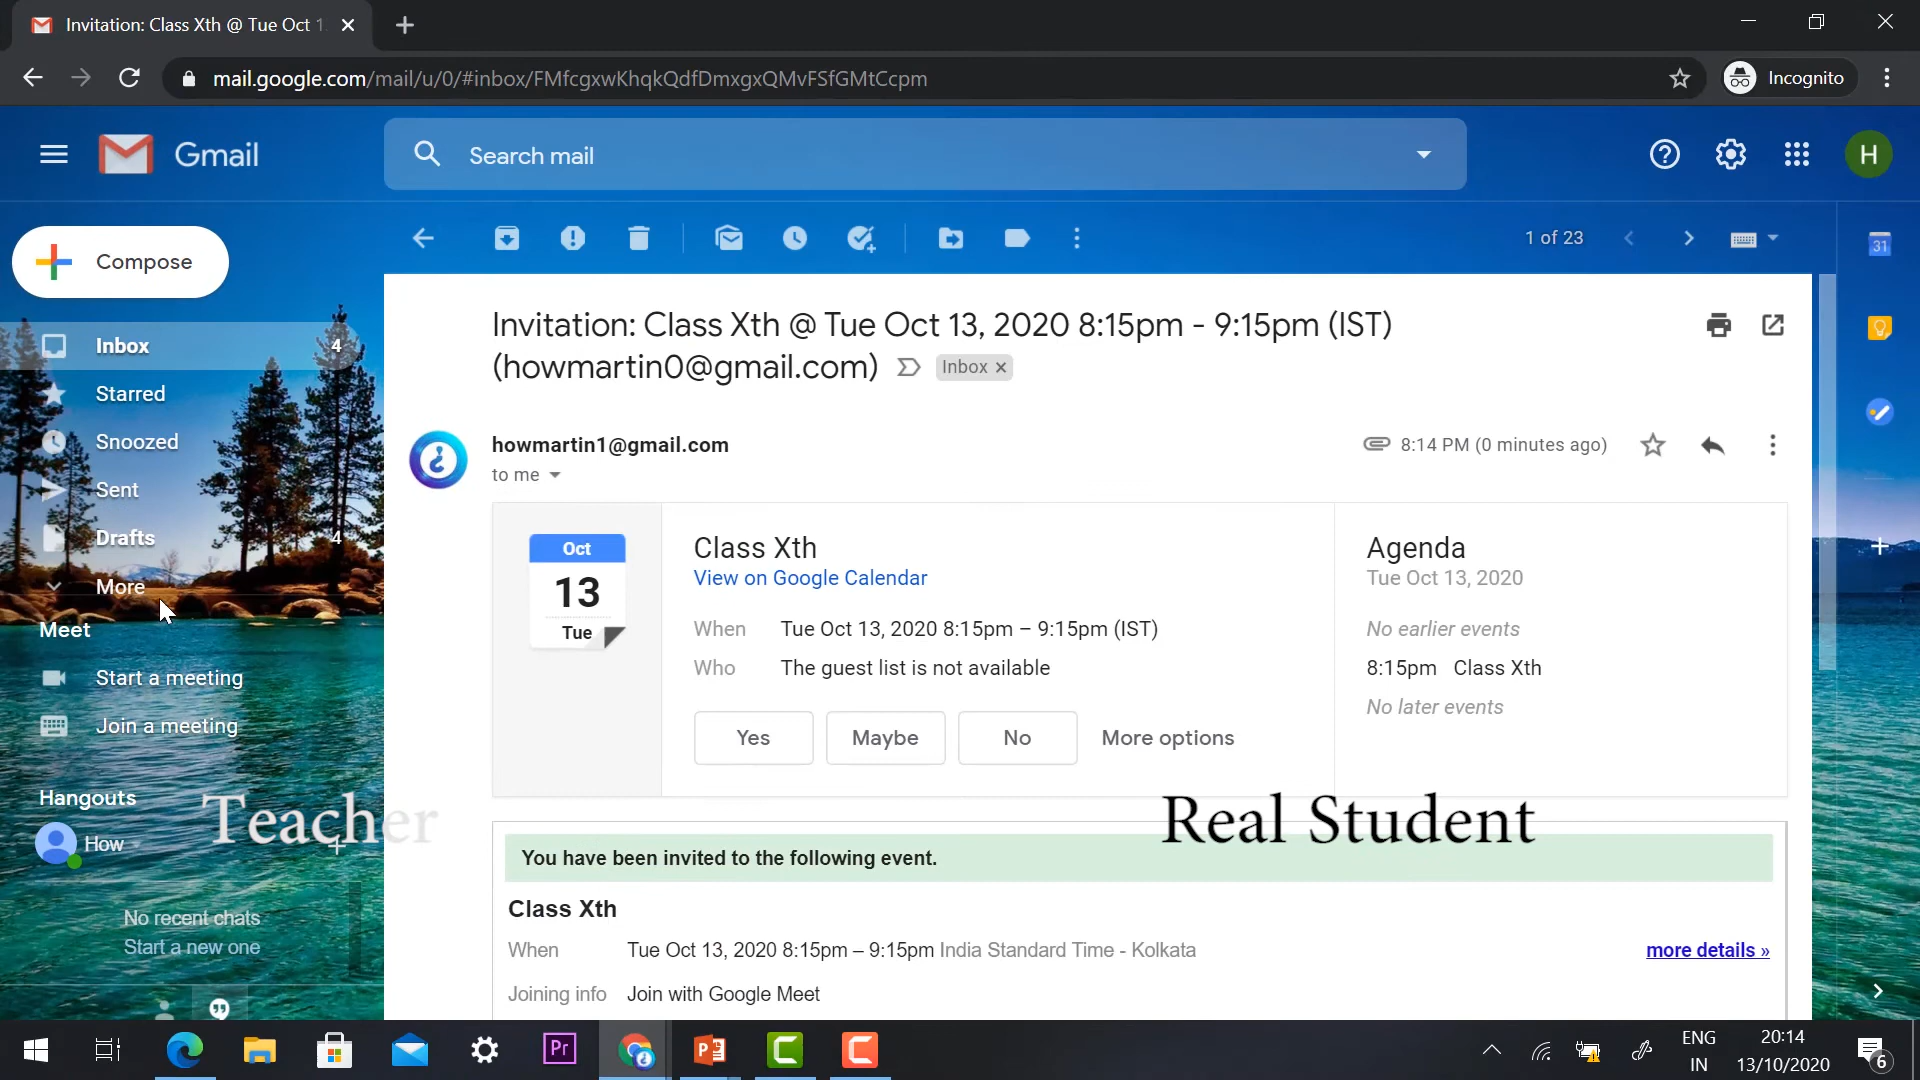 Invitation: Class Xth @ Tue Oct 1
mail.google.com/mail/u/0/#inbox/FMfcgxwKhqkQdfDmxgxQMvFSfGMtCcpm
Incognito
Gmail
Search mail
H
Compose
1 of 23
31
Inbox 4
Starred
Snoozed
Sent
Drafts 4
More
Meet
Start a meeting
Join a meeting
Hangouts
How
No recent chats
Start a new one
Invitation: Class Xth @ Tue Oct 13, 2020 8:15pm - 9:15pm (IST)
(howmartin0@gmail.com) Inbox ×
howmartin1@gmail.com
8:14 PM (0 minutes ago)
to me
Oct
13
Tue
Class Xth
View on Google Calendar
When Tue Oct 13, 2020 8:15pm – 9:15pm (IST)
Who The guest list is not available
Yes Maybe No More options
Agenda
Tue Oct 13, 2020
No earlier events
8:15pm Class Xth
No later events
Teacher
Real Student
You have been invited to the following event.
Class Xth
When Tue Oct 13, 2020 8:15pm – 9:15pm India Standard Time - Kolkata
more details »
Joining info Join with Google Meet
Pr
P
ENG
IN
20:14
13/10/2020
6